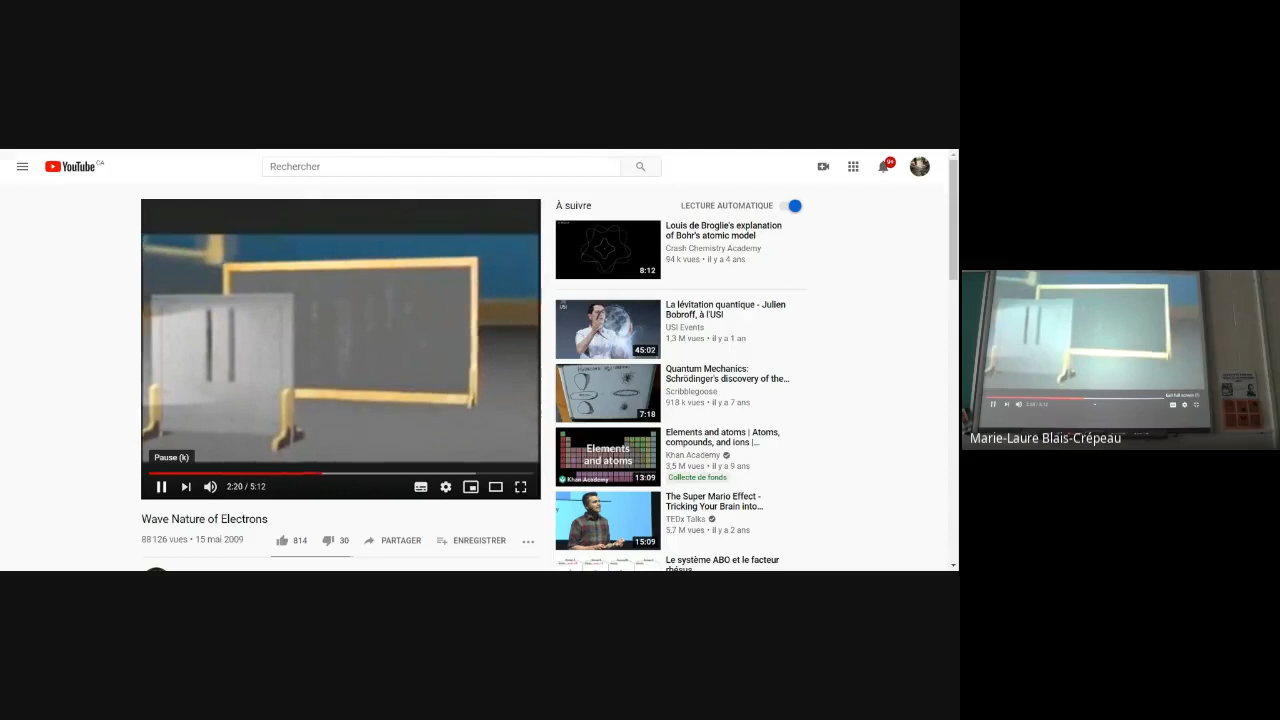 YouTube CA
Rechercher
9+
Pause (k)
2:20 / 5:12
Wave Nature of Electrons
88 126 vues • 15 mai 2009
814
30
PARTAGER
ENREGISTRER
À suivre
LECTURE AUTOMATIQUE
8:12
Louis de Broglie's explanation
of Bohr's atomic model
Crash Chemistry Academy
94 k vues • il y a 4 ans
USI
45:02
La lévitation quantique - Julien
Bobroff, à l'USI
USI Events
1,3 M vues • il y a 1 an
7:18
Quantum Mechanics:
Schrödinger's discovery of the...
Scribblegoose
918 k vues • il y a 7 ans
Elements
and atoms
Khan Academy
13:09
Elements and atoms | Atoms,
compounds, and ions |...
Khan Academy
3,5 M vues • il y a 9 ans
Collecte de fonds
15:09
The Super Mario Effect -
Tricking Your Brain into...
TEDx Talks
5,7 M vues • il y a 2 ans
Le système ABO et le facteur
rhésus
Exit full screen (f)
Marie-Laure Blais-Crépeau